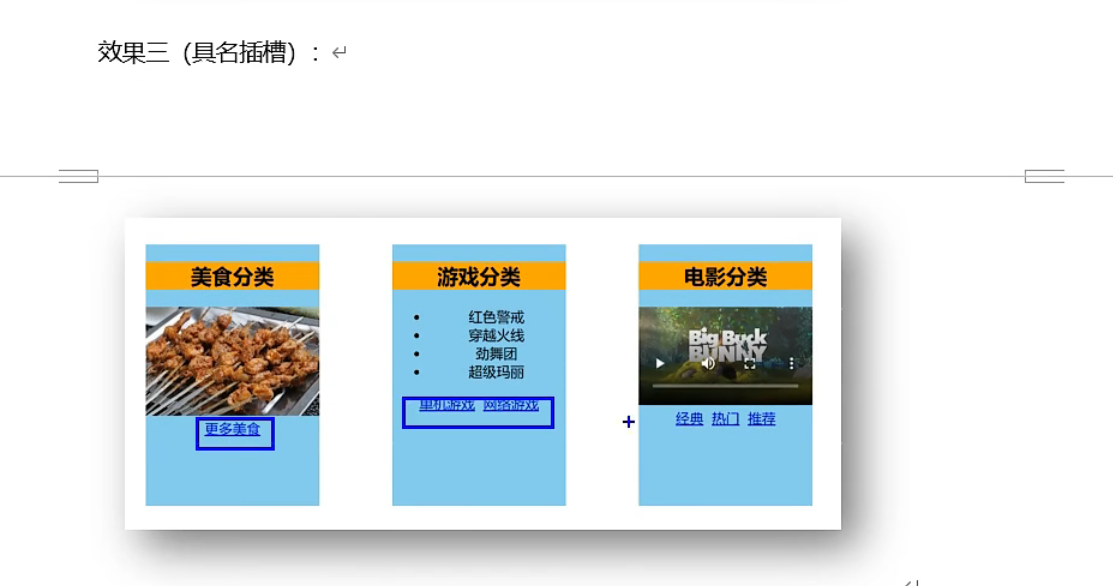 效果三（具名插槽）：
美食分类
更多美食
游戏分类
红色警戒
穿越火线
劲舞团
超级玛丽
单机游戏 网络游戏
电影分类
Big Buck
BUNNY
经典 热门 推荐